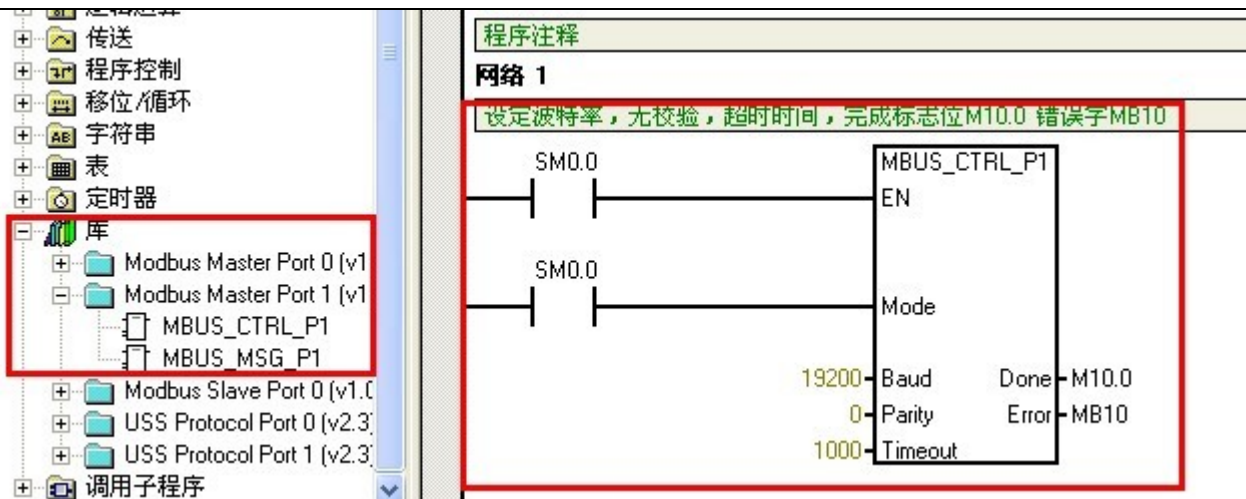 传送
程序控制
移位/循环
字符串
表
定时器
库
Modbus Master Port 0 (v1
Modbus Master Port 1 (v1
MBUS_CTRL_P1
MBUS_MSG_P1
Modbus Slave Port 0 (v1.0
USS Protocol Port 0 (v2.3)
USS Protocol Port 1 (v2.3)
调用子程序
程序注释
网络 1
设定波特率，无校验，超时时间，完成标志位M10.0 错误字MB10
SM0.0
MBUS_CTRL_P1
EN
SM0.0
Mode
19200 Baud Done M10.0
0 Parity Error MB10
1000 Timeout